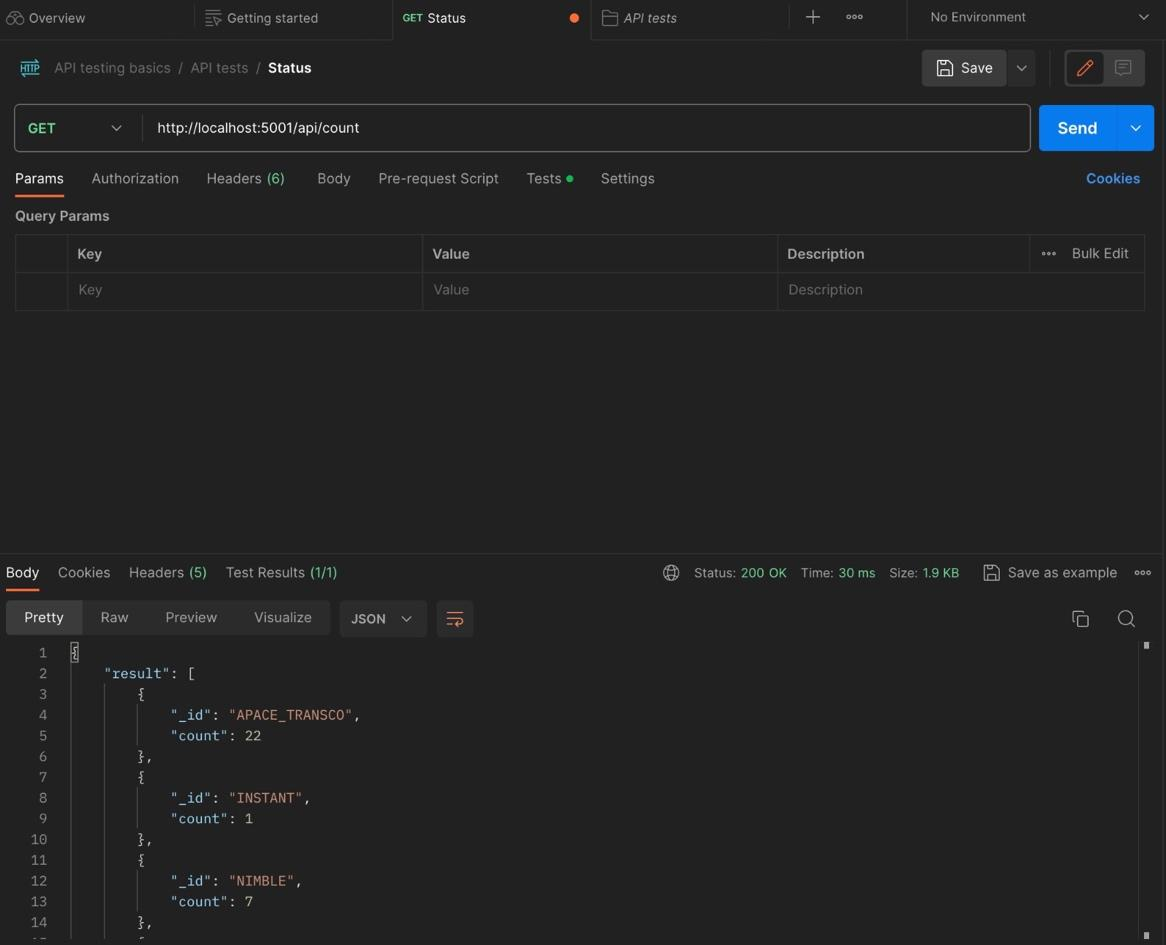 Overview
Getting started
GET Status
API tests
No Environment
HTTP API testing basics / API tests / Status
Save
GET
http://localhost:5001/api/count
Send
Params Authorization Headers (6) Body Pre-request Script Tests Settings Cookies
Query Params
Key Value Description Bulk Edit
Key Value Description
Body Cookies Headers (5) Test Results (1/1) Status: 200 OK Time: 30 ms Size: 1.9 KB Save as example
Pretty Raw Preview Visualize JSON
1 {
2 "result": [
3 {
4 "_id": "APACE_TRANSCO",
5 "count": 22
6 },
7 {
8 "_id": "INSTANT",
9 "count": 1
10 },
11 {
12 "_id": "NIMBLE",
13 "count": 7
14 },